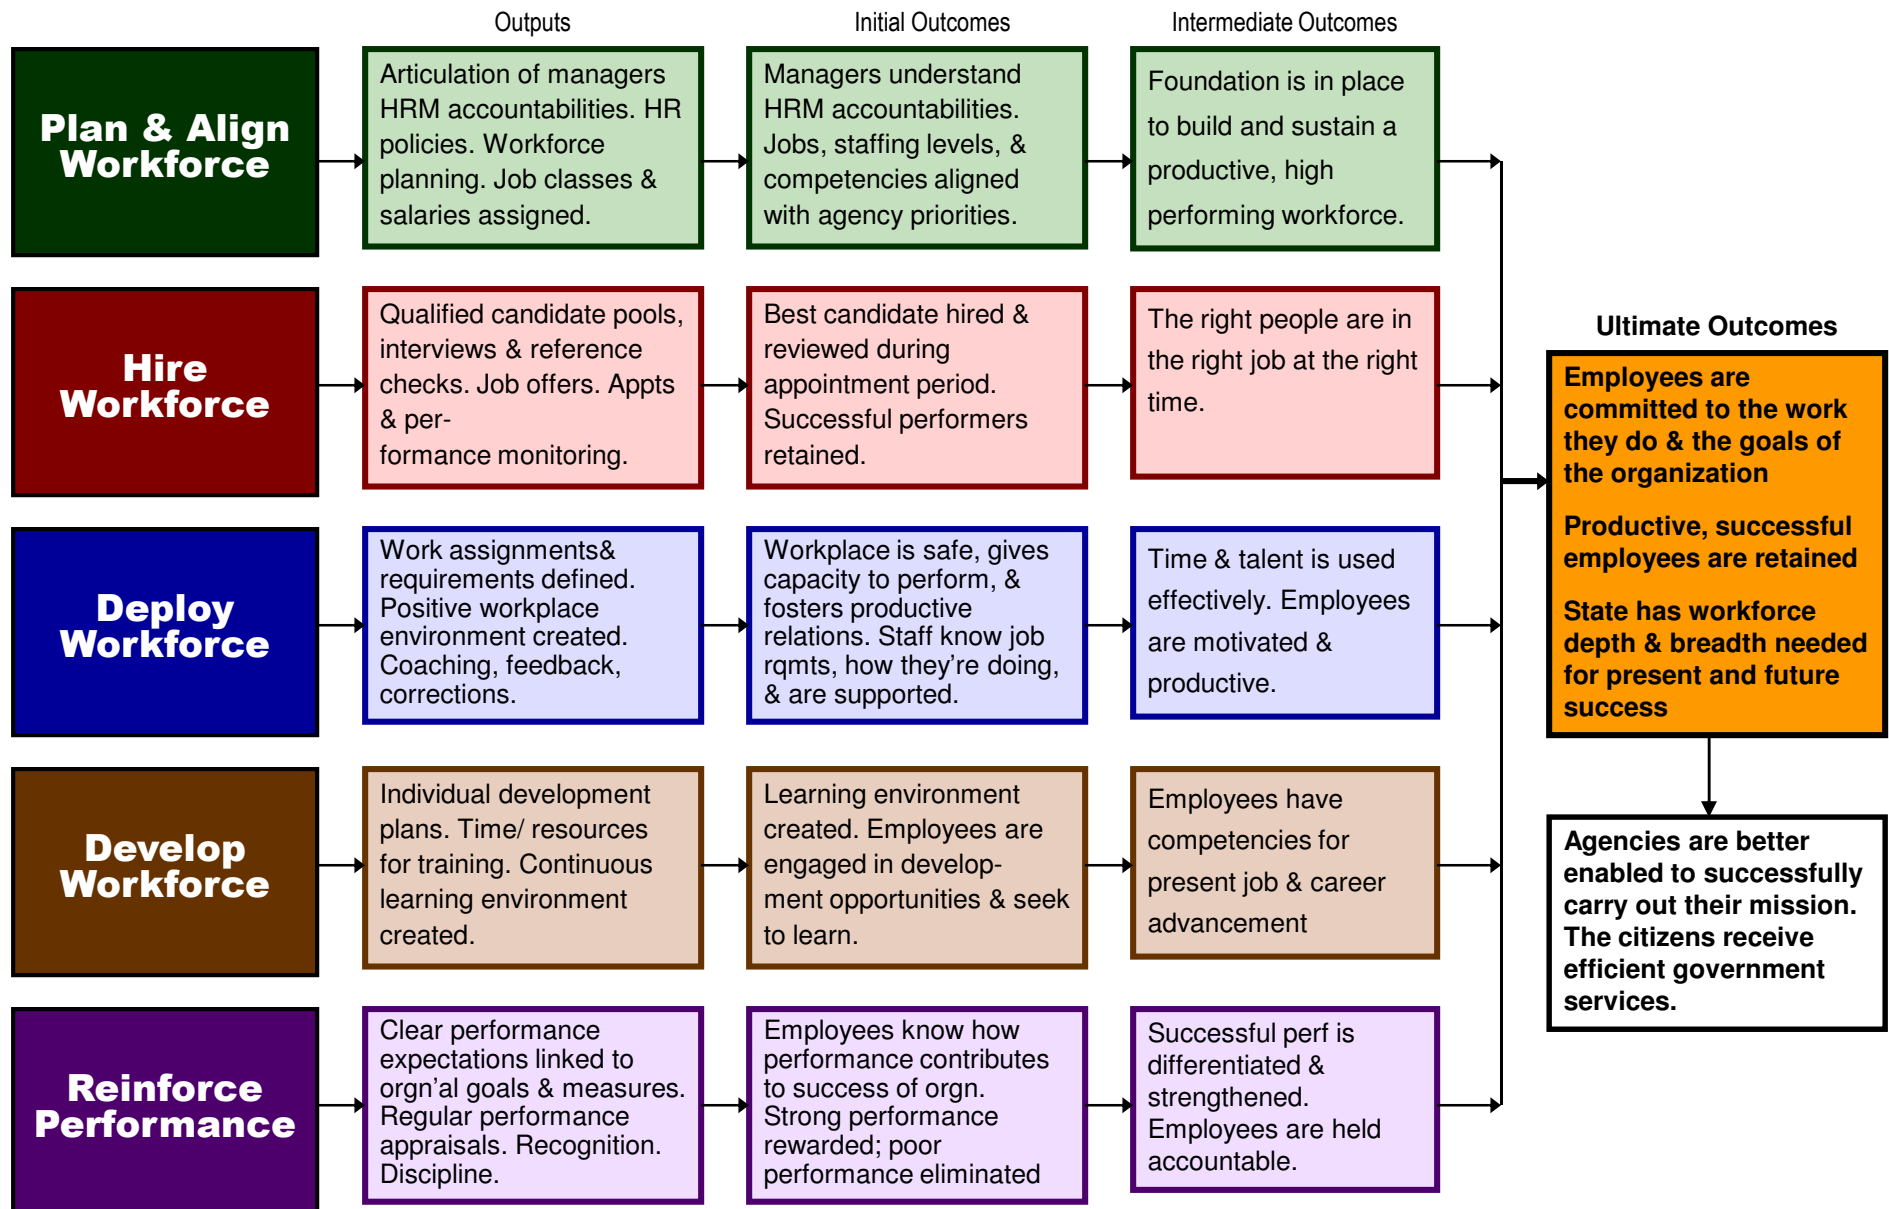 Outputs
Initial Outcomes
Intermediate Outcomes
Plan & Align
Workforce
Articulation of managers
HRM accountabilities. HR
policies. Workforce
planning. Job classes &
salaries assigned.
Managers understand
HRM accountabilities.
Jobs, staffing levels, &
competencies aligned
with agency priorities.
Foundation is in place
to build and sustain a
productive, high
performing workforce.
Hire
Workforce
Qualified candidate pools,
interviews & reference
checks. Job offers. Appts
& per-
formance monitoring.
Best candidate hired &
reviewed during
appointment period.
Successful performers
retained.
The right people are in
the right job at the right
time.
Deploy
Workforce
Work assignments&
requirements defined.
Positive workplace
environment created.
Coaching, feedback,
corrections.
Workplace is safe, gives
capacity to perform, &
fosters productive
relations. Staff know job
rqmts, how they're doing,
& are supported.
Time & talent is used
effectively. Employees
are motivated &
productive.
Develop
Workforce
Individual development
plans. Time/ resources
for training. Continuous
learning environment
created.
Learning environment
created. Employees are
engaged in develop-
ment opportunities & seek
to learn.
Employees have
competencies for
present job & career
advancement
Reinforce
Performance
Clear performance
expectations linked to
orgn'al goals & measures.
Regular performance
appraisals. Recognition.
Discipline.
Employees know how
performance contributes
to success of orgn.
Strong performance
rewarded; poor
performance eliminated
Successful perf is
differentiated &
strengthened.
Employees are held
accountable.
Ultimate Outcomes
Employees are
committed to the work
they do & the goals of
the organization
Productive, successful
employees are retained
State has workforce
depth & breadth needed
for present and future
success
Agencies are better
enabled to successfully
carry out their mission.
The citizens receive
efficient government
services.